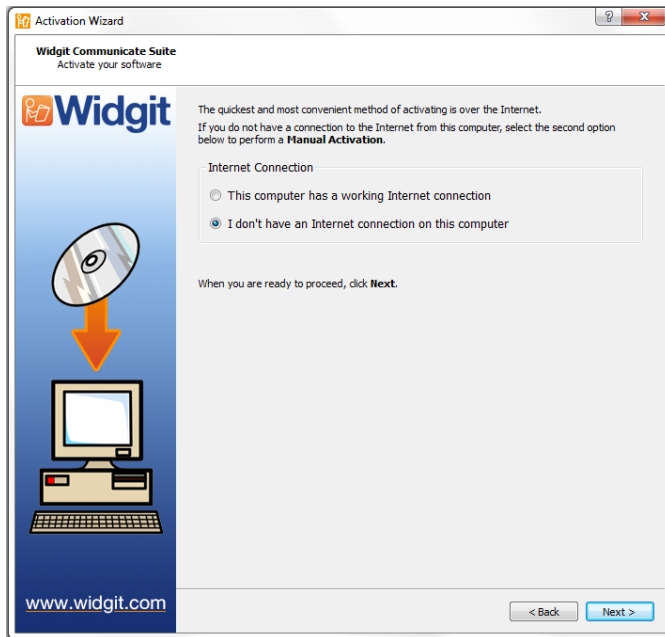 Activation Wizard
Widgit Communicate Suite
Activate your software
Widgit
The quickest and most convenient method of activating is over the Internet.
If you do not have a connection to the Internet from this computer, select the second option
below to perform a Manual Activation.
Internet Connection
This computer has a working Internet connection
I don't have an Internet connection on this computer
When you are ready to proceed, click Next.
www.widgit.com
< Back
Next >